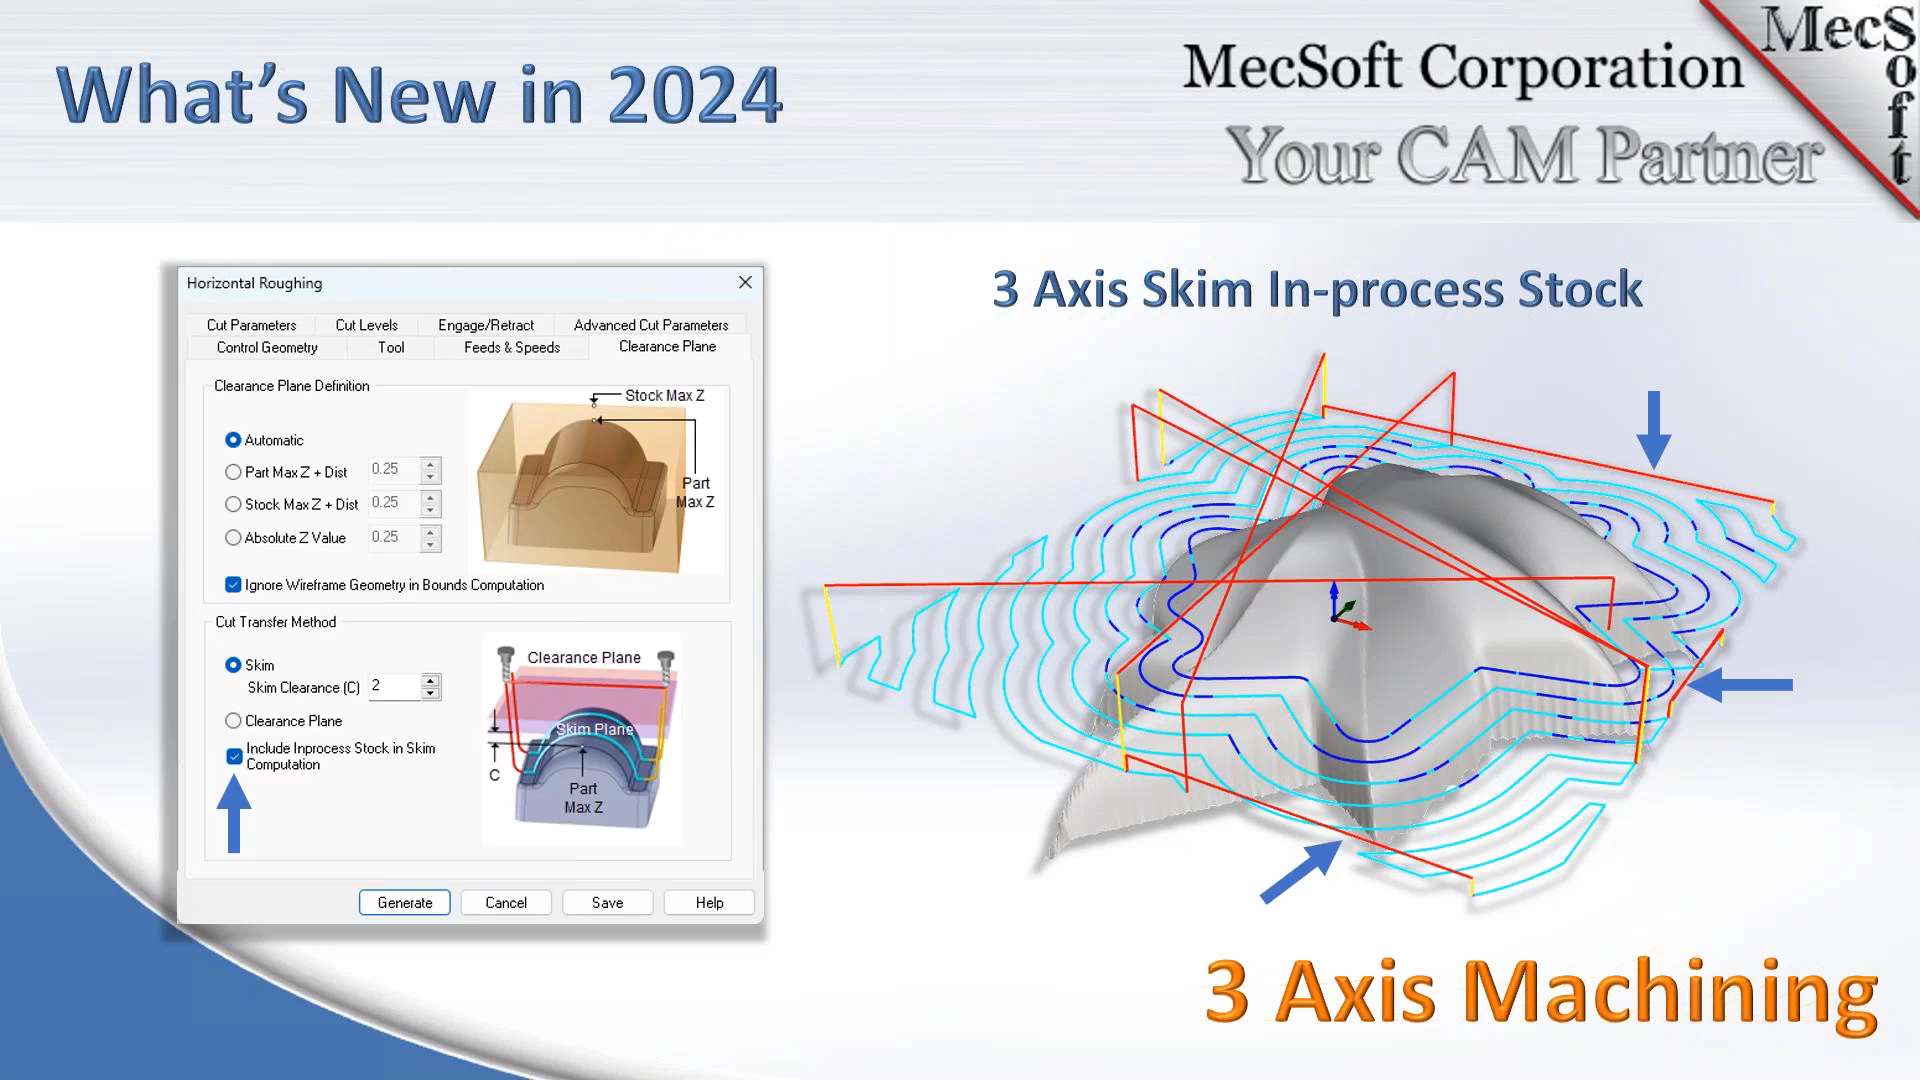 What's New in 2024
MecSoft Corporation
Your CAM Partner
MecSoft
Horizontal Roughing
Cut Parameters Cut Levels Engage/Retract Advanced Cut Parameters
Control Geometry Tool Feeds & Speeds Clearance Plane
Clearance Plane Definition
Automatic
Part Max Z + Dist 0.25
Stock Max Z + Dist 0.25
Absolute Z Value 0.25
Ignore Wireframe Geometry in Bounds Computation
Stock Max Z
Part
Max Z
Cut Transfer Method
Skim
Skim Clearance (C) 2
Clearance Plane
Include Inprocess Stock in Skim
Computation
Clearance Plane
Skim Plane
C
Part
Max Z
Generate Cancel Save Help
3 Axis Skim In-process Stock
3 Axis Machining